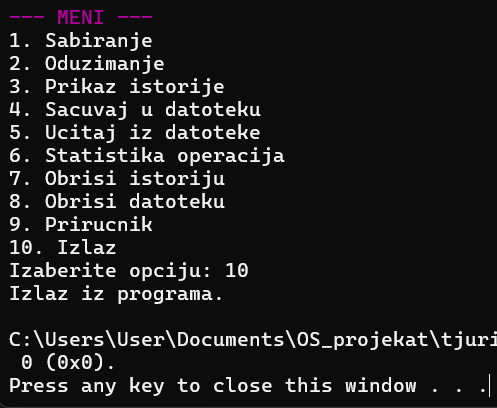 --- MENI ---
1. Sabiranje
2. Oduzimanje
3. Prikaz istorije
4. Sacuvaj u datoteku
5. Ucitaj iz datoteke
6. Statistika operacija
7. Obrisi istoriju
8. Obrisi datoteku
9. Prirucnik
10. Izlaz
Izaberite opciju: 10
Izlaz iz programa.
C:\Users\User\Documents\OS_projekat\tjuri
0 (0x0).
Press any key to close this window . . .